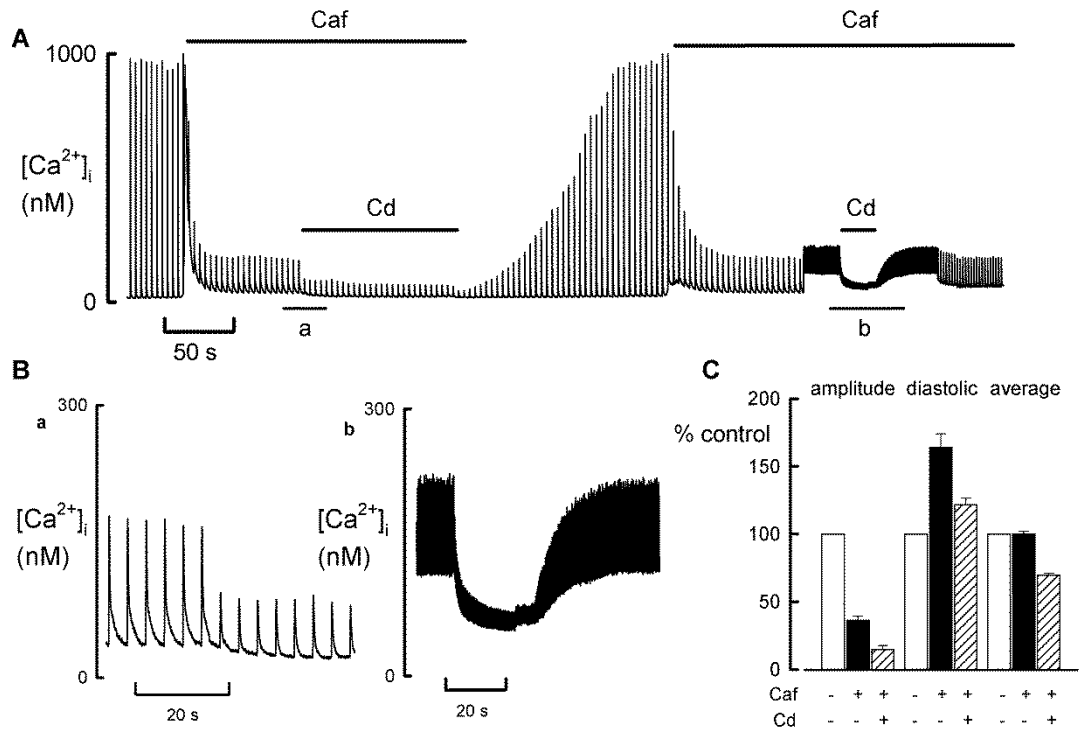 A
Caf
Caf
1000
[Ca²⁺]ᵢ
(nM)
Cd
Cd
0
a
b
50 s
B
a
300
[Ca²⁺]ᵢ
(nM)
0
20 s
b
300
[Ca²⁺]ᵢ
(nM)
0
20 s
C
amplitude diastolic average
% control
200
150
100
50
0
Caf - + + - + + - + +
Cd - - + - - + - - +